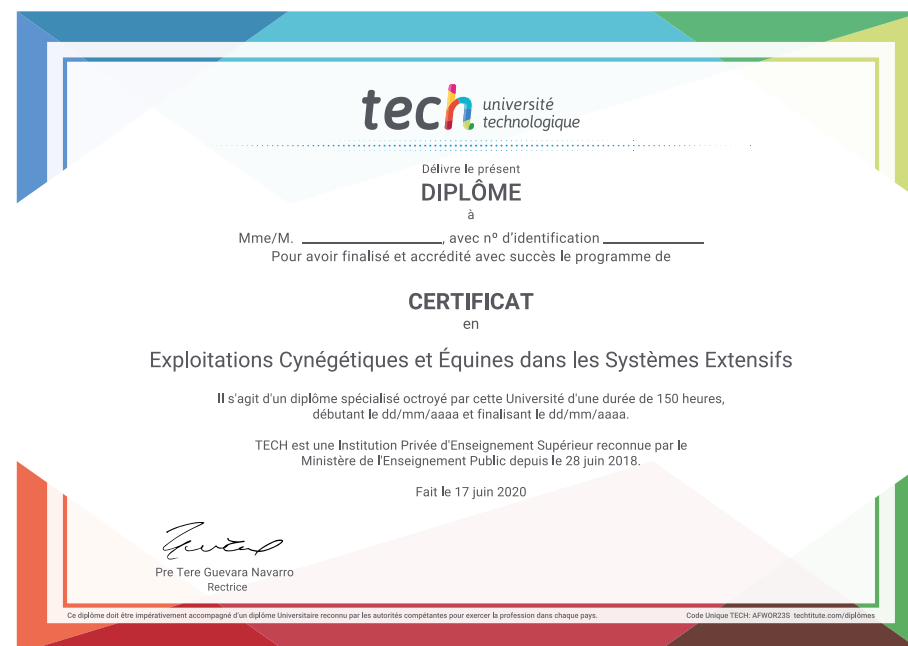 tech université
technologique
Délivre le présent
DIPLÔME
à
Mme/M. ____________________, avec nº d'identification ______________
Pour avoir finalisé et accrédité avec succès le programme de
CERTIFICAT
en
Exploitations Cynégétiques et Équines dans les Systèmes Extensifs
Il s'agit d'un diplôme spécialisé octroyé par cette Université d'une durée de 150 heures,
débutant le dd/mm/aaaa et finalisant le dd/mm/aaaa.
TECH est une Institution Privée d'Enseignement Supérieur reconnue par le
Ministère de l'Enseignement Public depuis le 28 juin 2018.
Fait le 17 juin 2020
Pre Tere Guevara Navarro
Rectrice
Ce diplôme doit être impérativement accompagné d'un diplôme Universitaire reconnu par les autorités compétantes pour exercer la profession dans chaque pays.
Code Unique TECH: AFWOR23S techtitute.com/diplômes